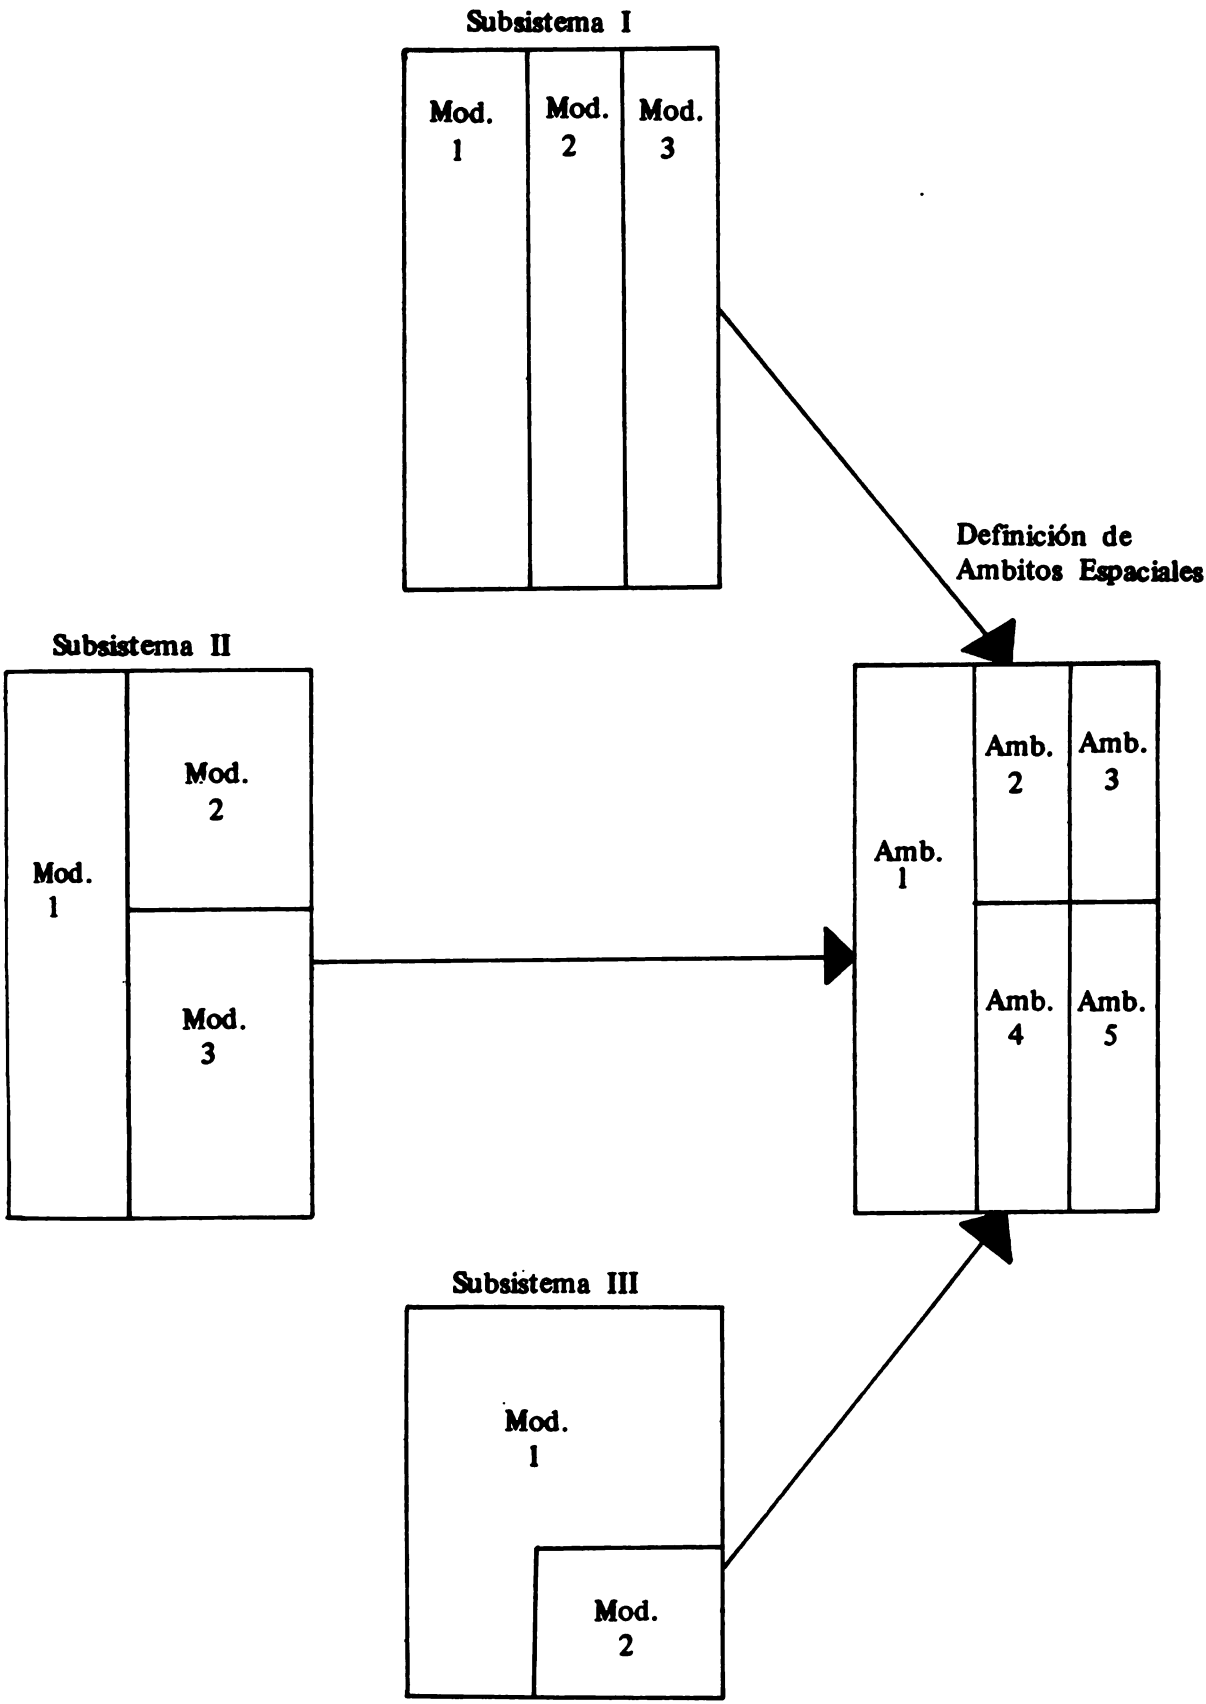 Subsistema I
Mod.
1
Mod.
2
Mod.
3
Definición de
Ambitos Espaciales
Subsistema II
Mod.
1
Mod.
2
Mod.
3
Amb.
1
Amb.
2
Amb.
3
Amb.
4
Amb.
5
Subsistema III
Mod.
1
Mod.
2